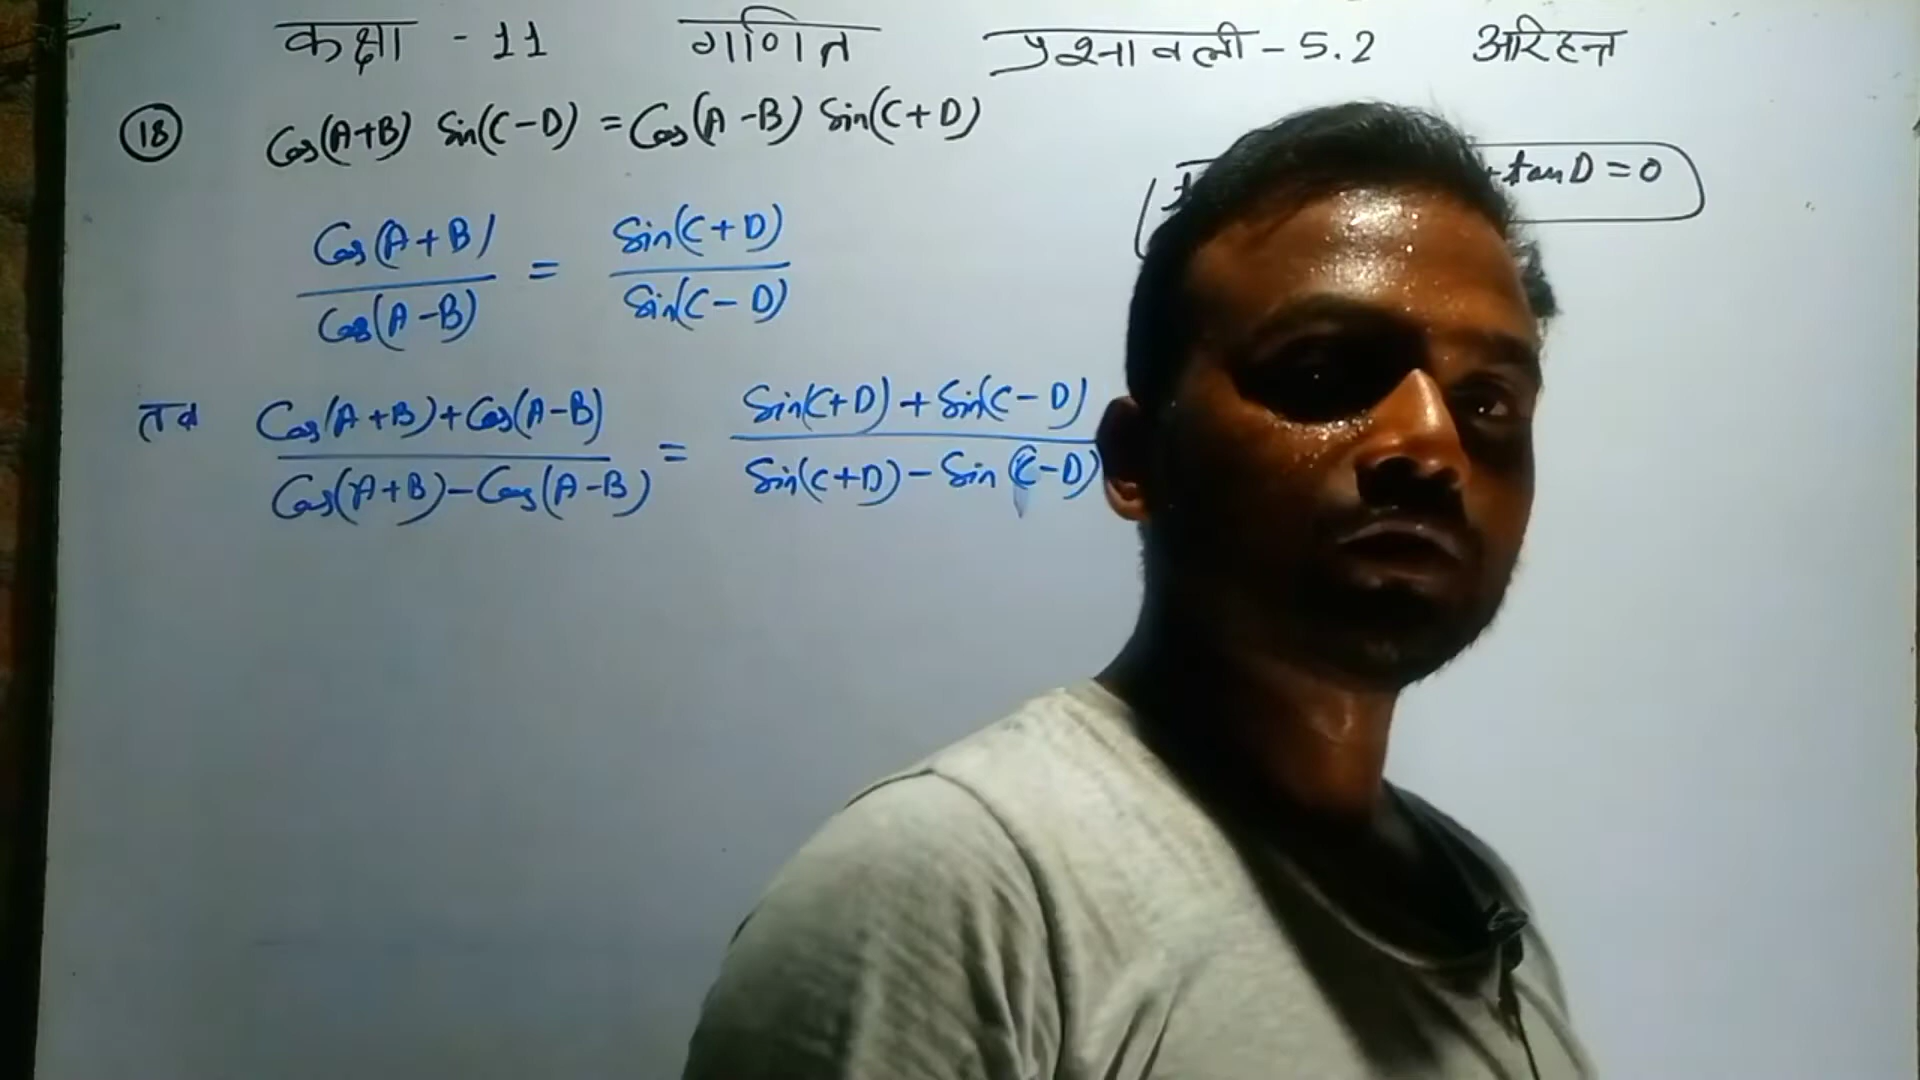 कक्षा - 11 गणित प्रश्नावली - 5.2 अरिहन्त
18 Cos(A+B) Sin(C-D) = Cos(A-B) Sin(C+D)
tanD = 0
Cos(A+B) / Cos(A-B) = Sin(C+D) / Sin(C-D)
तब Cos(A+B)+Cos(A-B) / Cos(A+B)-Cos(A-B) = Sin(C+D)+Sin(C-D) / Sin(C+D)-Sin(C-D)